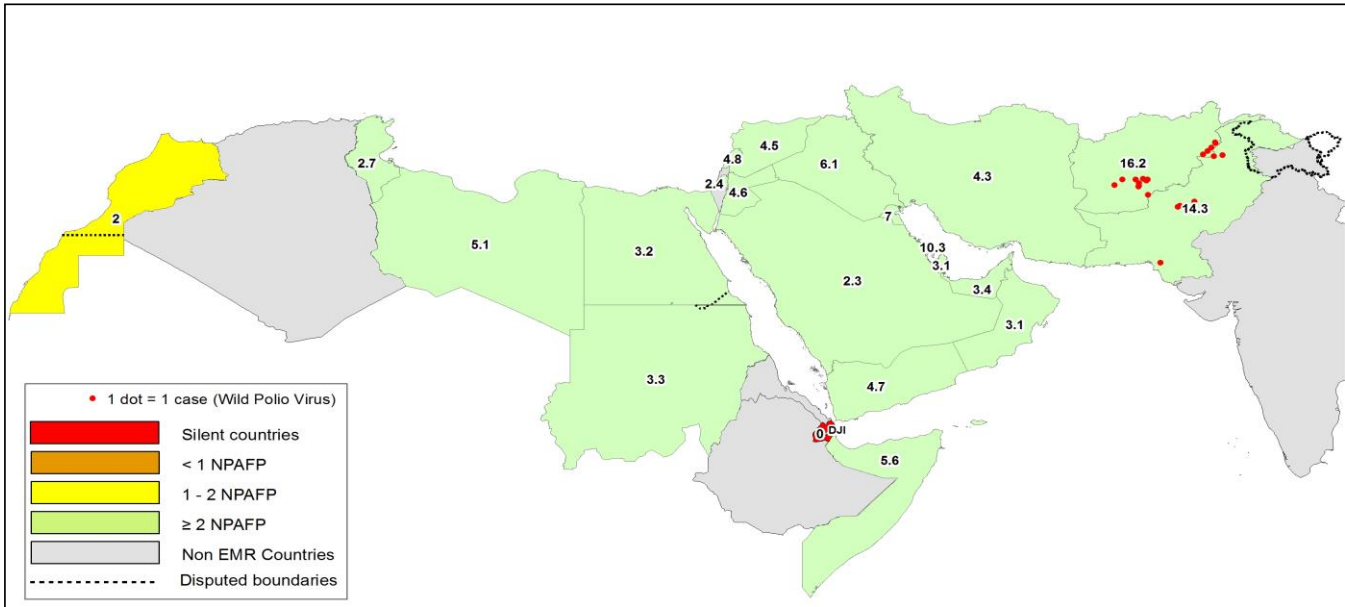 4.5
4.8
6.1
16.2
2.7
2.4
4.6
4.3
2
7
14.3
5.1
3.2
10.3
3.1
2.3
3.4
3.1
3.3
4.7
0
DJI
5.6
1 dot = 1 case (Wild Polio Virus)
Silent countries
< 1 NPAFP
1 - 2 NPAFP
≥ 2 NPAFP
Non EMR Countries
Disputed boundaries